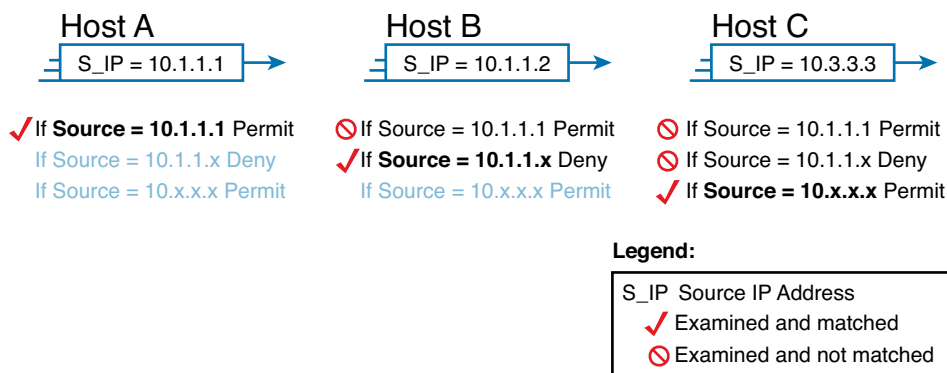 Host A
S_IP = 10.1.1.1
If Source = 10.1.1.1 Permit
If Source = 10.1.1.x Deny
If Source = 10.x.x.x Permit
Host B
S_IP = 10.1.1.2
If Source = 10.1.1.1 Permit
If Source = 10.1.1.x Deny
If Source = 10.x.x.x Permit
Host C
S_IP = 10.3.3.3
If Source = 10.1.1.1 Permit
If Source = 10.1.1.x Deny
If Source = 10.x.x.x Permit
Legend:
S_IP Source IP Address
Examined and matched
Examined and not matched